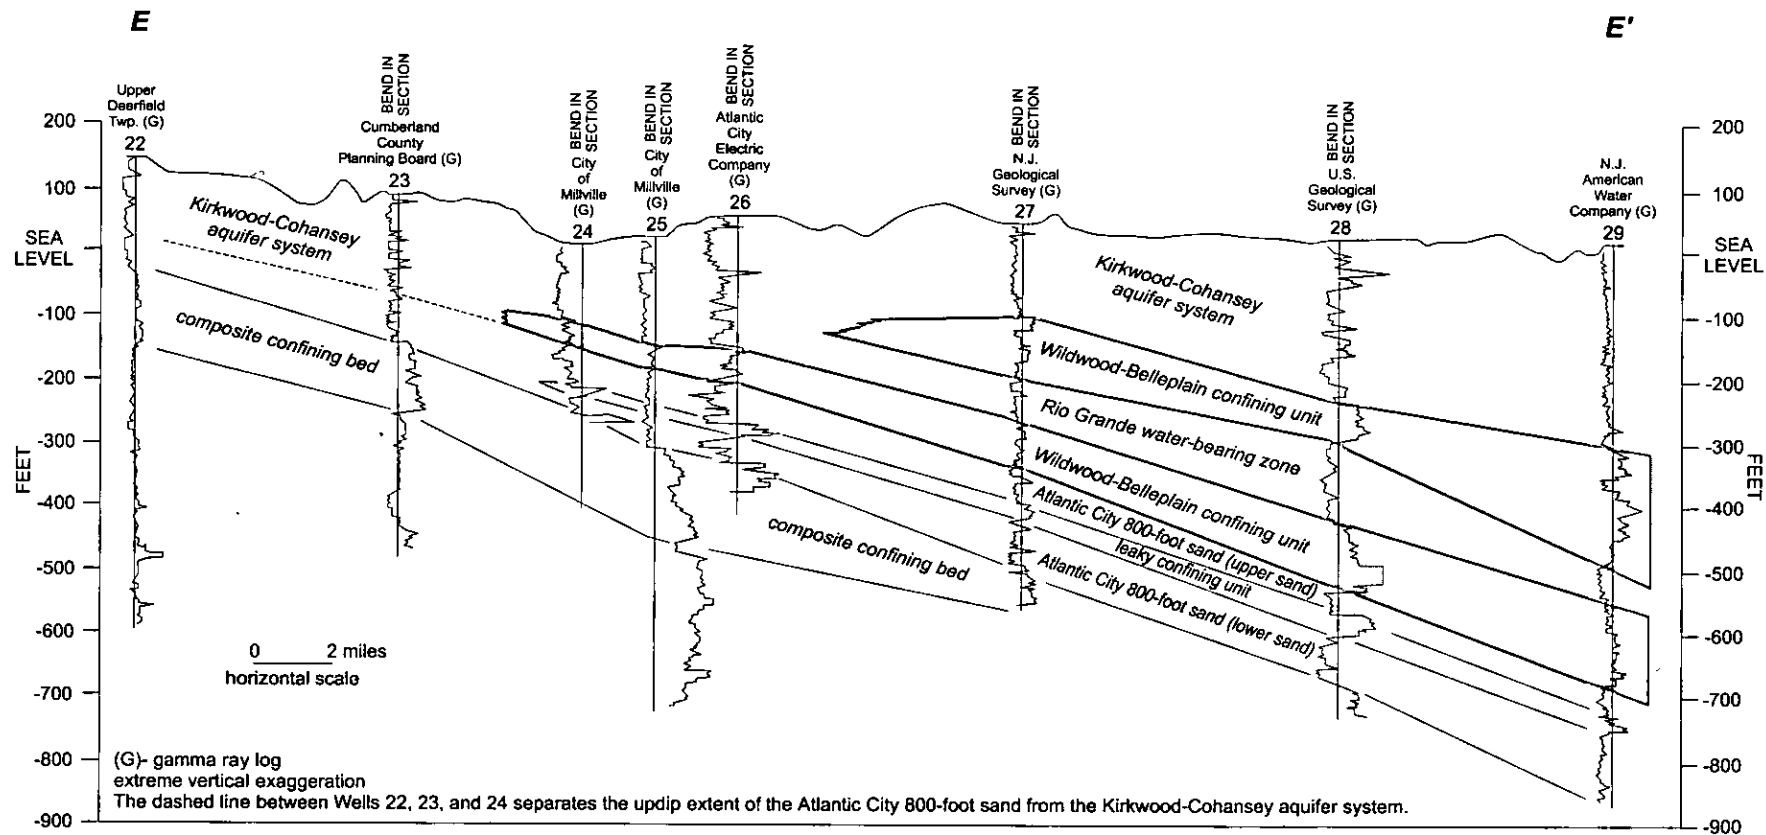 E
E'
Upper
Deerfield
Twp. (G)
22
BEND IN
SECTION
Cumberland
County
Planning Board (G)
23
BEND IN
SECTION
City
of
Millville
(G)
24
BEND IN
SECTION
City
of
Millville
(G)
25
BEND IN
SECTION
Atlantic
City
Electric
Company
(G)
26
BEND IN
SECTION
N.J.
Geological
Survey (G)
27
BEND IN
SECTION
U.S.
Geological
Survey (G)
28
N.J.
American
Water
Company (G)
29
200
100
SEA
LEVEL
-100
-200
-300
-400
-500
-600
-700
-800
-900
FEET
200
100
SEA
LEVEL
-100
-200
-300
-400
-500
-600
-700
-800
-900
FEET
Kirkwood-Cohansey
aquifer system
composite confining bed
Kirkwood-Cohansey
aquifer system
Wildwood-Belleplain confining unit
Rio Grande water-bearing zone
Wildwood-Belleplain confining unit
Atlantic City 800-foot sand (upper sand)
leaky confining unit
Atlantic City 800-foot sand (lower sand)
composite confining bed
0 2 miles
horizontal scale
(G)- gamma ray log
extreme vertical exaggeration
The dashed line between Wells 22, 23, and 24 separates the updip extent of the Atlantic City 800-foot sand from the Kirkwood-Cohansey aquifer system.